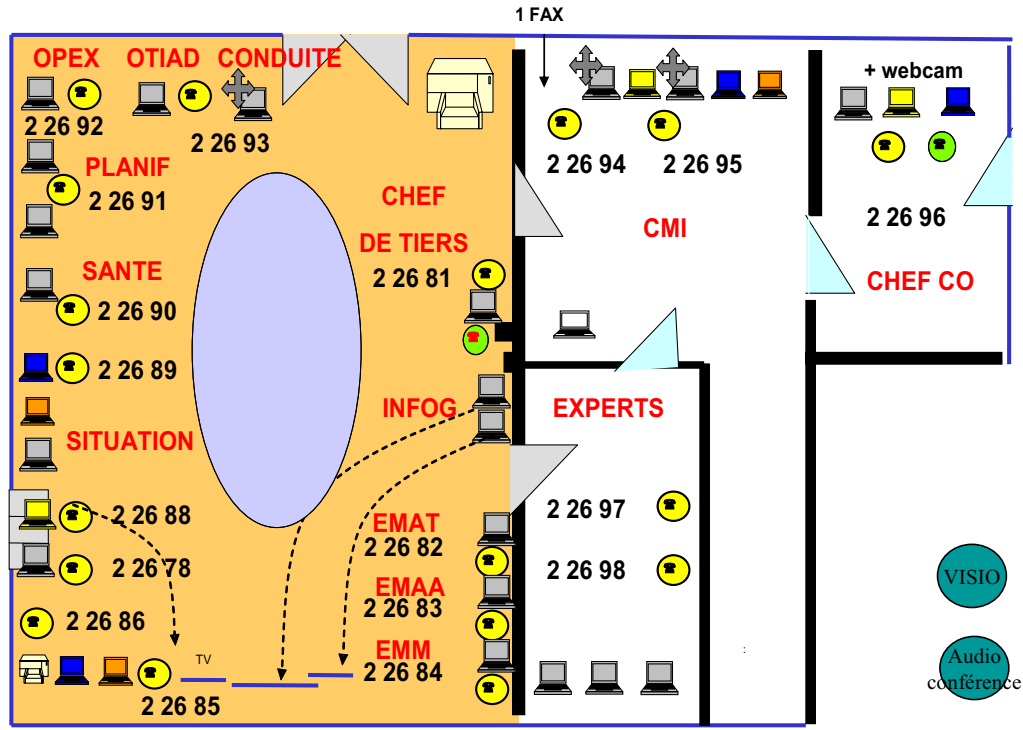 1 FAX
OPEX OTIAD CONDUITE
+ webcam
2 26 92
2 26 93
2 26 94
2 26 95
PLANIF
2 26 91
CHEF
DE TIERS
2 26 81
CMI
2 26 96
CHEF CO
SANTE
2 26 90
2 26 89
INFOG
EXPERTS
SITUATION
2 26 88
2 26 78
2 26 86
EMAT
2 26 82
EMAA
2 26 83
EMM
2 26 84
2 26 97
2 26 98
TV
2 26 85
:
VISIO
Audio
conférence